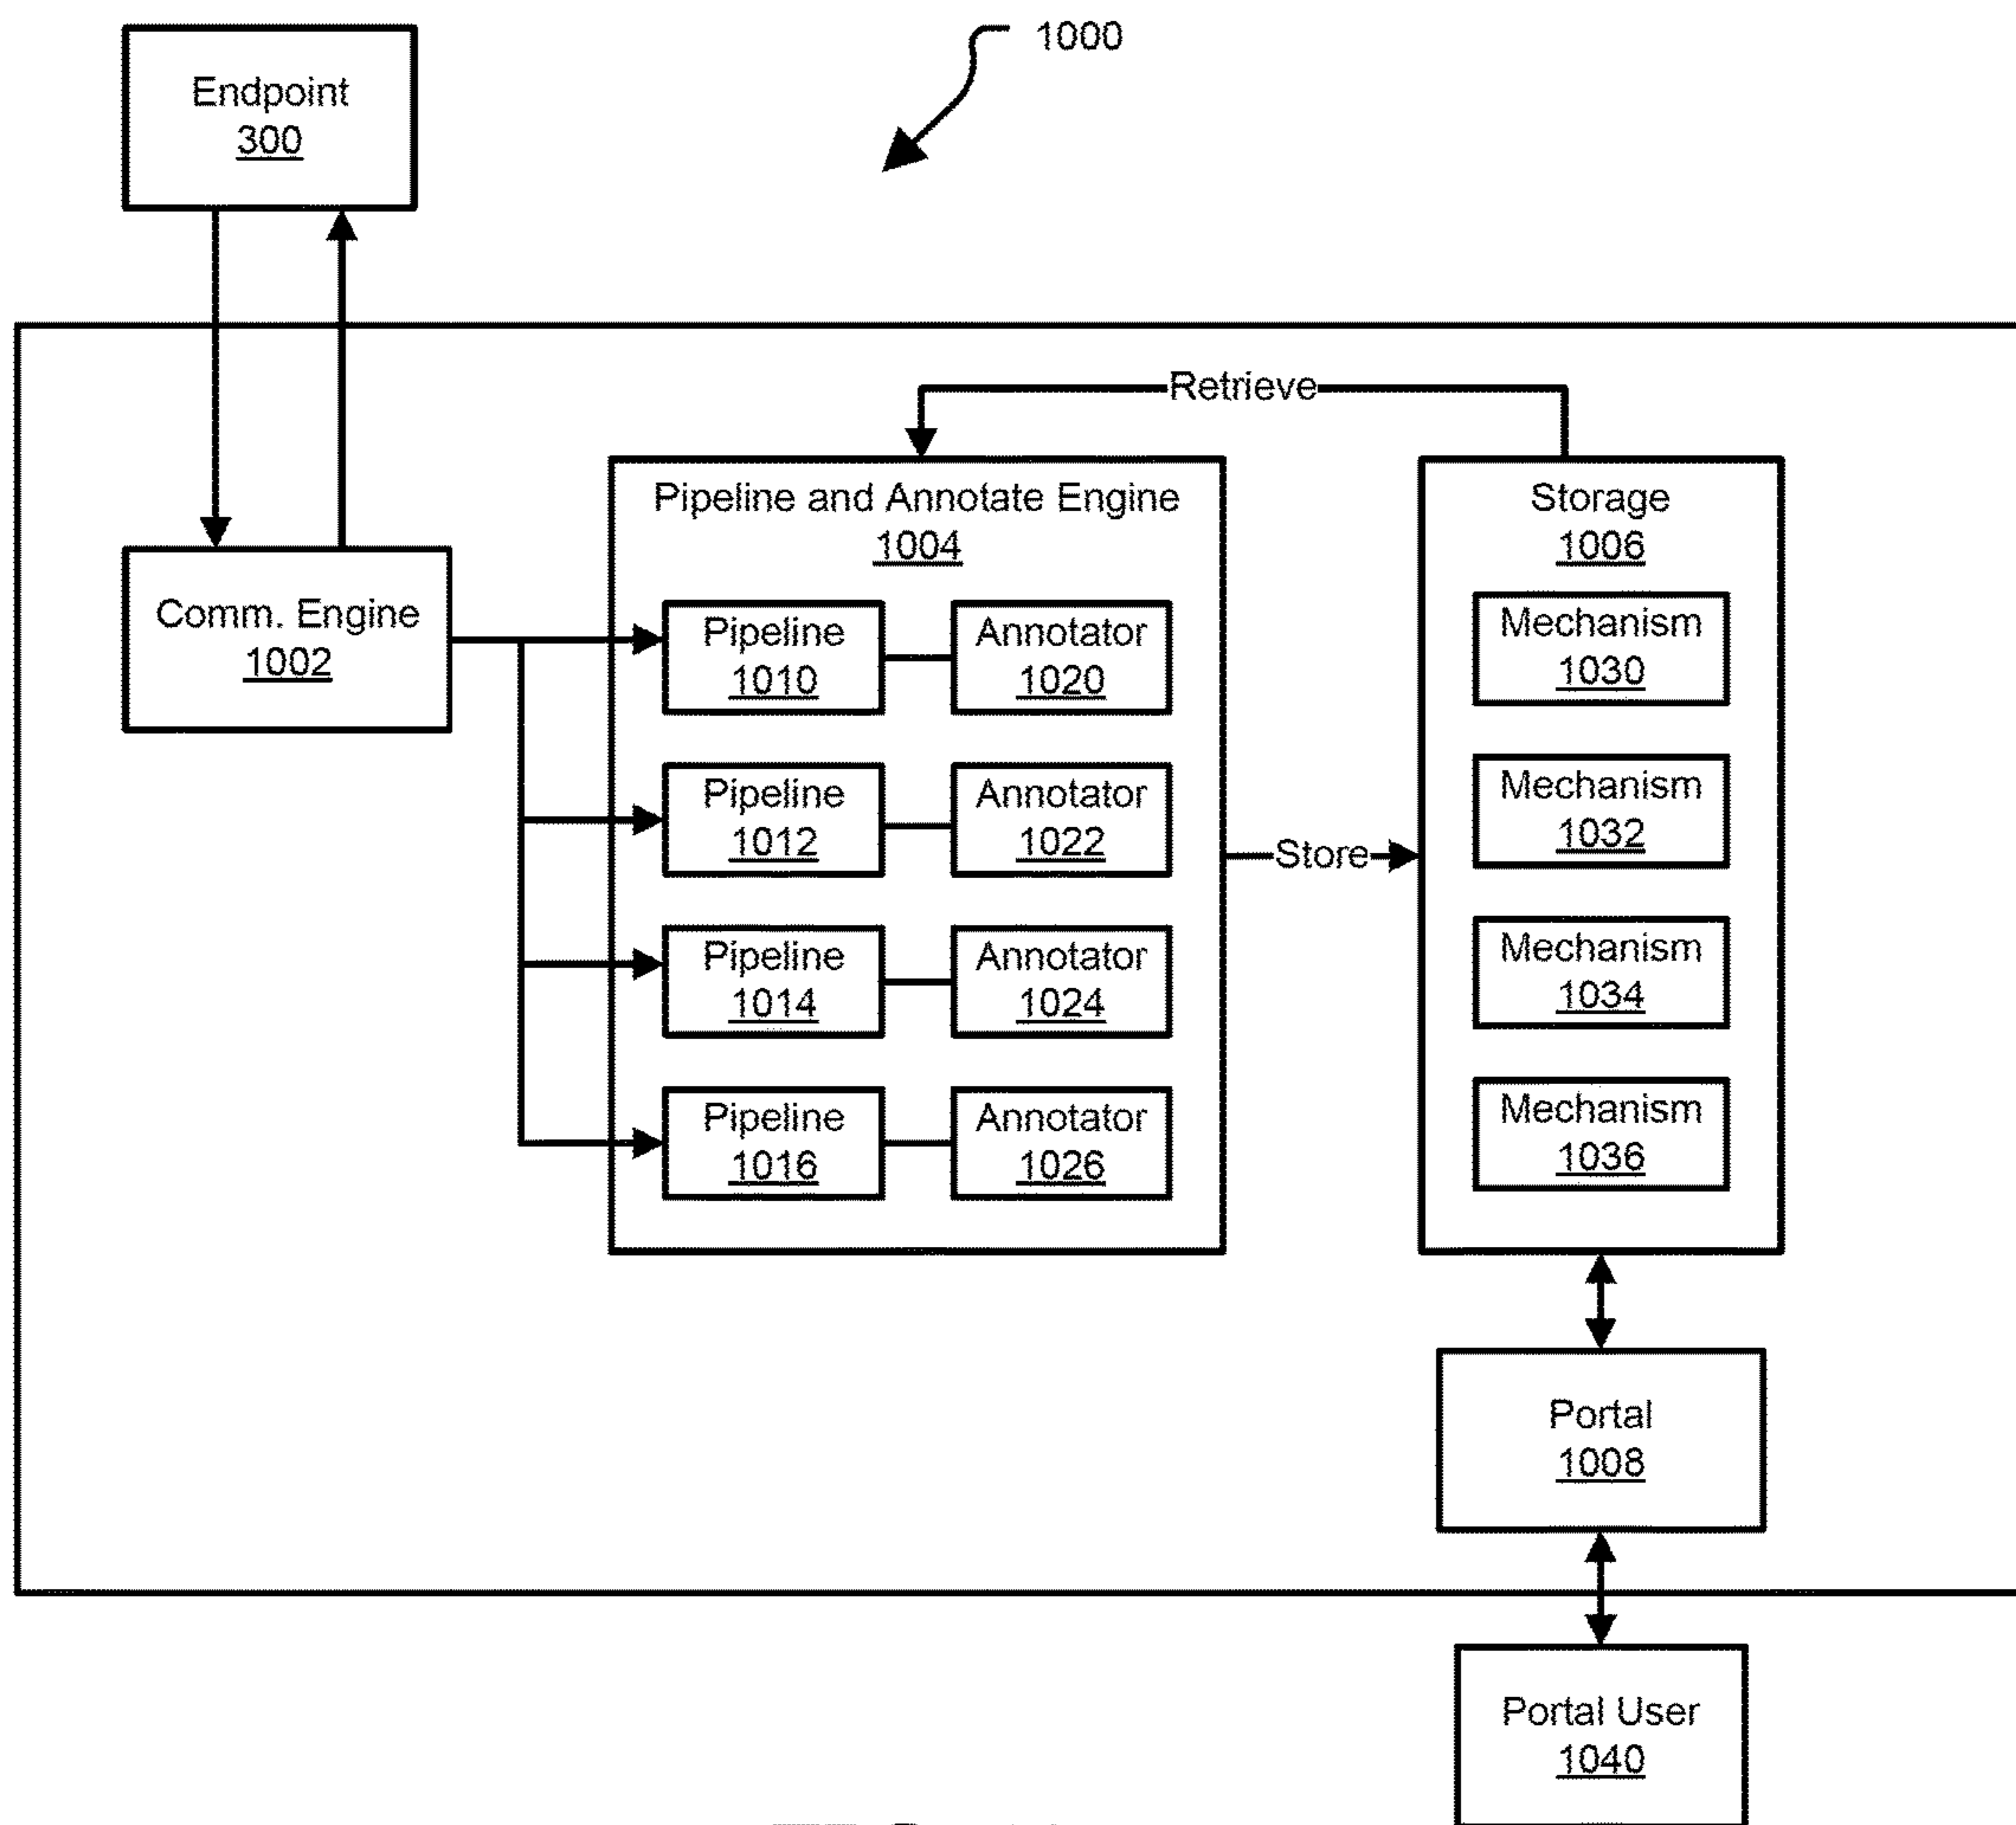 1000
Endpoint
300
Retrieve
Pipeline and Annotate Engine
1004
Storage
1006
Comm. Engine
1002
Pipeline
1010
Annotator
1020
Mechanism
1030
Pipeline
1012
Annotator
1022
Store
Mechanism
1032
Pipeline
1014
Annotator
1024
Mechanism
1034
Pipeline
1016
Annotator
1026
Mechanism
1036
Portal
1008
Portal User
1040